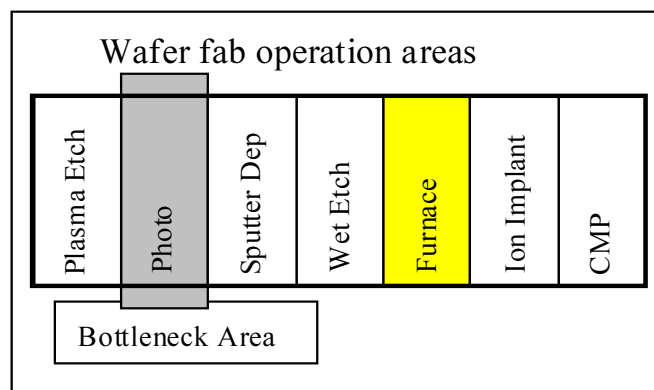 Wafer fab operation areas
Plasma Etch
Photo
Sputter Dep
Wet Etch
Furnace
Ion Implant
CMP
Bottleneck Area